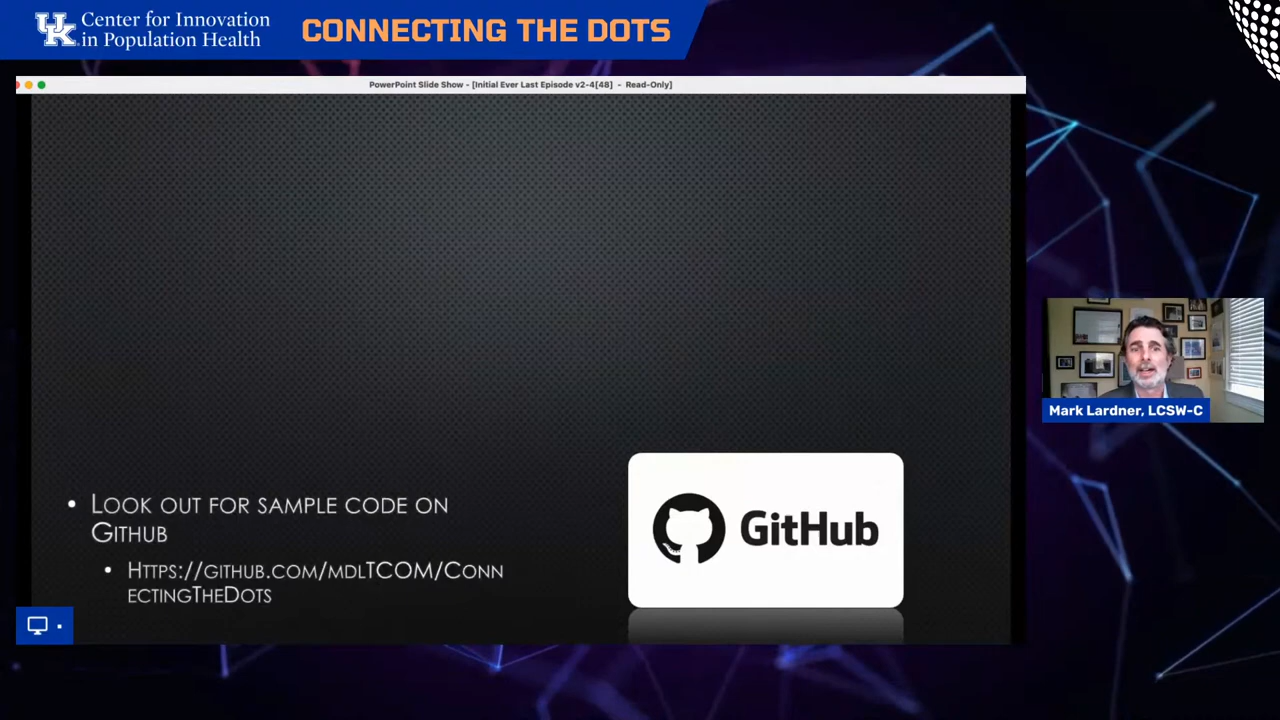 UK Center for Innovation
in Population Health
CONNECTING THE DOTS
PowerPoint Slide Show - [Initial Ever Last Episode v2-4[48] - Read-Only]
• Look out for sample code on
Github
• Https://github.com/mdlTCOM/Conn
ectingTheDots
GitHub
Mark Lardner, LCSW-C